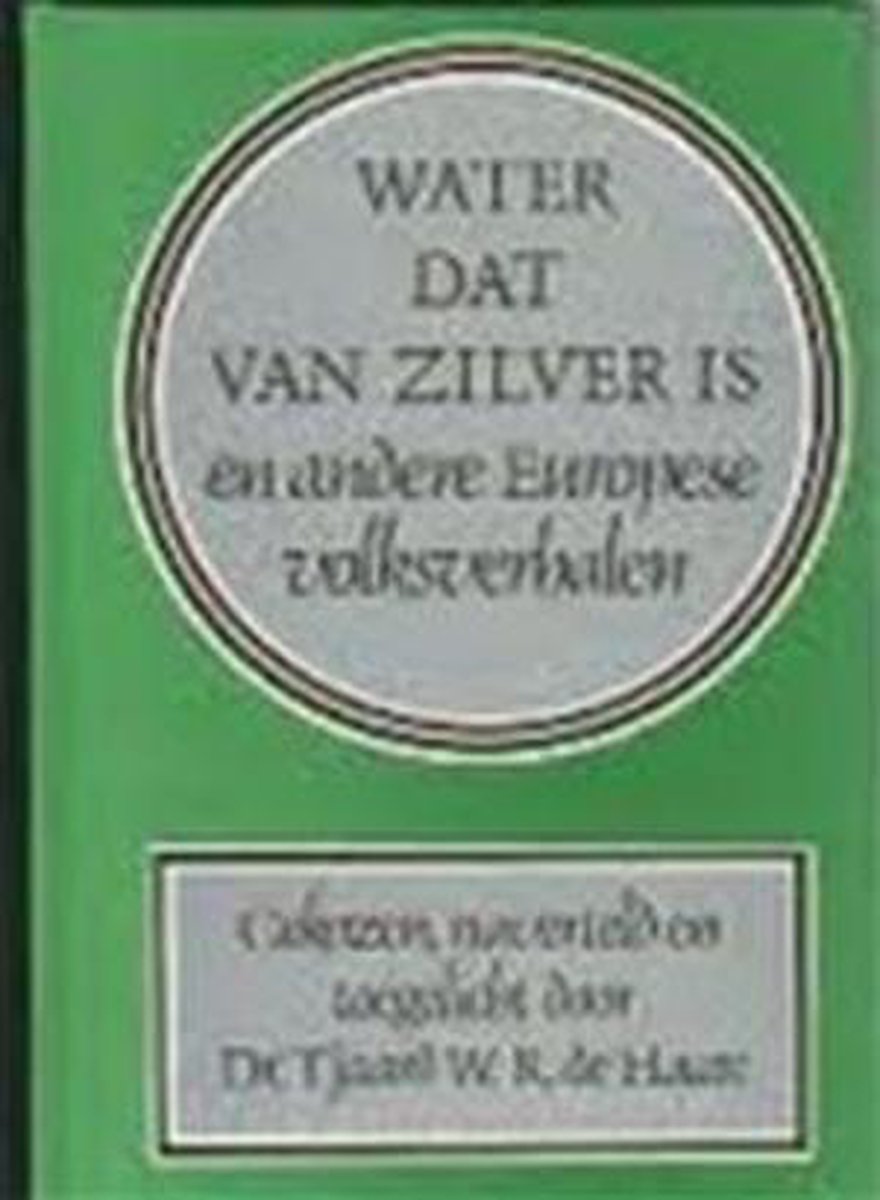 WATER
DAT
VAN ZILVER IS
en andere Europese
volksverhalen
Gekozen, naverteld en
toegelicht door
Dr. Tjaard W. R. de Haan